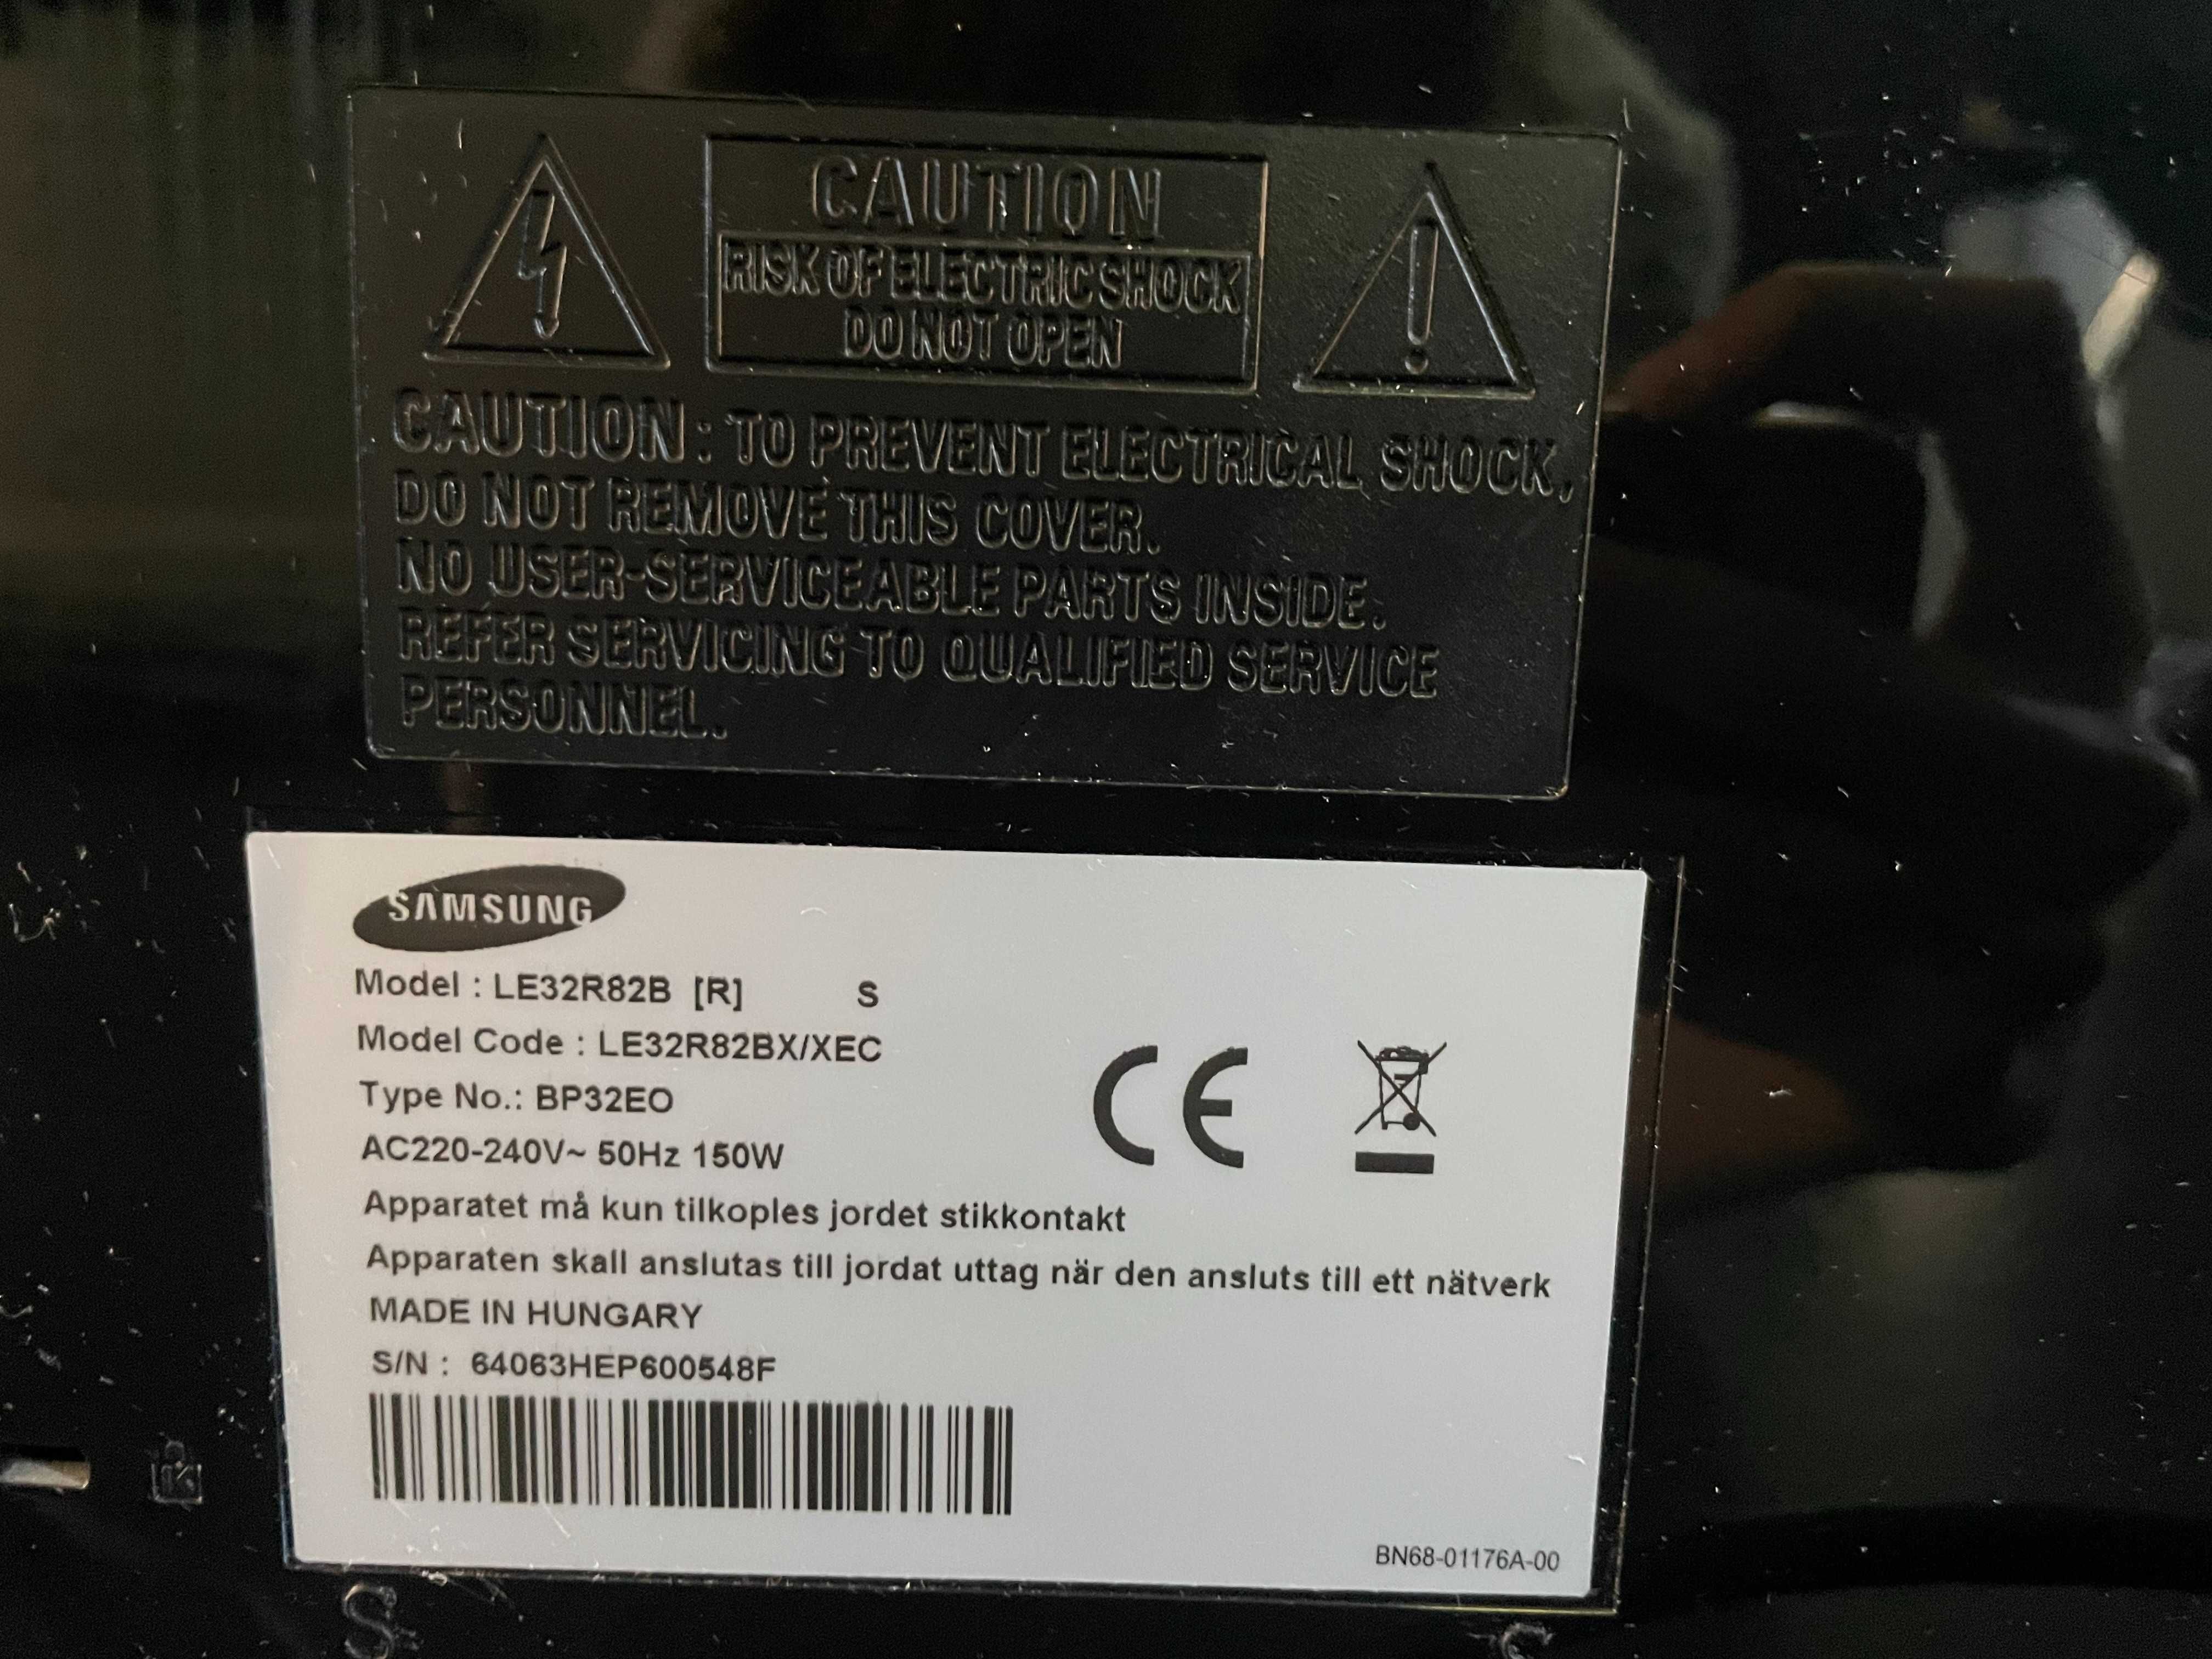 CAUTION
RISK OF ELECTRIC SHOCK
DO NOT OPEN
CAUTION : TO PREVENT ELECTRICAL SHOCK,
DO NOT REMOVE THIS COVER.
NO USER-SERVICEABLE PARTS INSIDE.
REFER SERVICING TO QUALIFIED SERVICE
PERSONNEL.
SAMSUNG
Model : LE32R82B [R] S
Model Code : LE32R82BX/XEC
Type No.: BP32EO
AC220-240V~ 50Hz 150W
Apparatet må kun tilkoples jordet stikkontakt
Apparaten skall anslutas till jordat uttag när den ansluts till ett nätverk
MADE IN HUNGARY
S/N : 64063HEP600548F
BN68-01176A-00
S